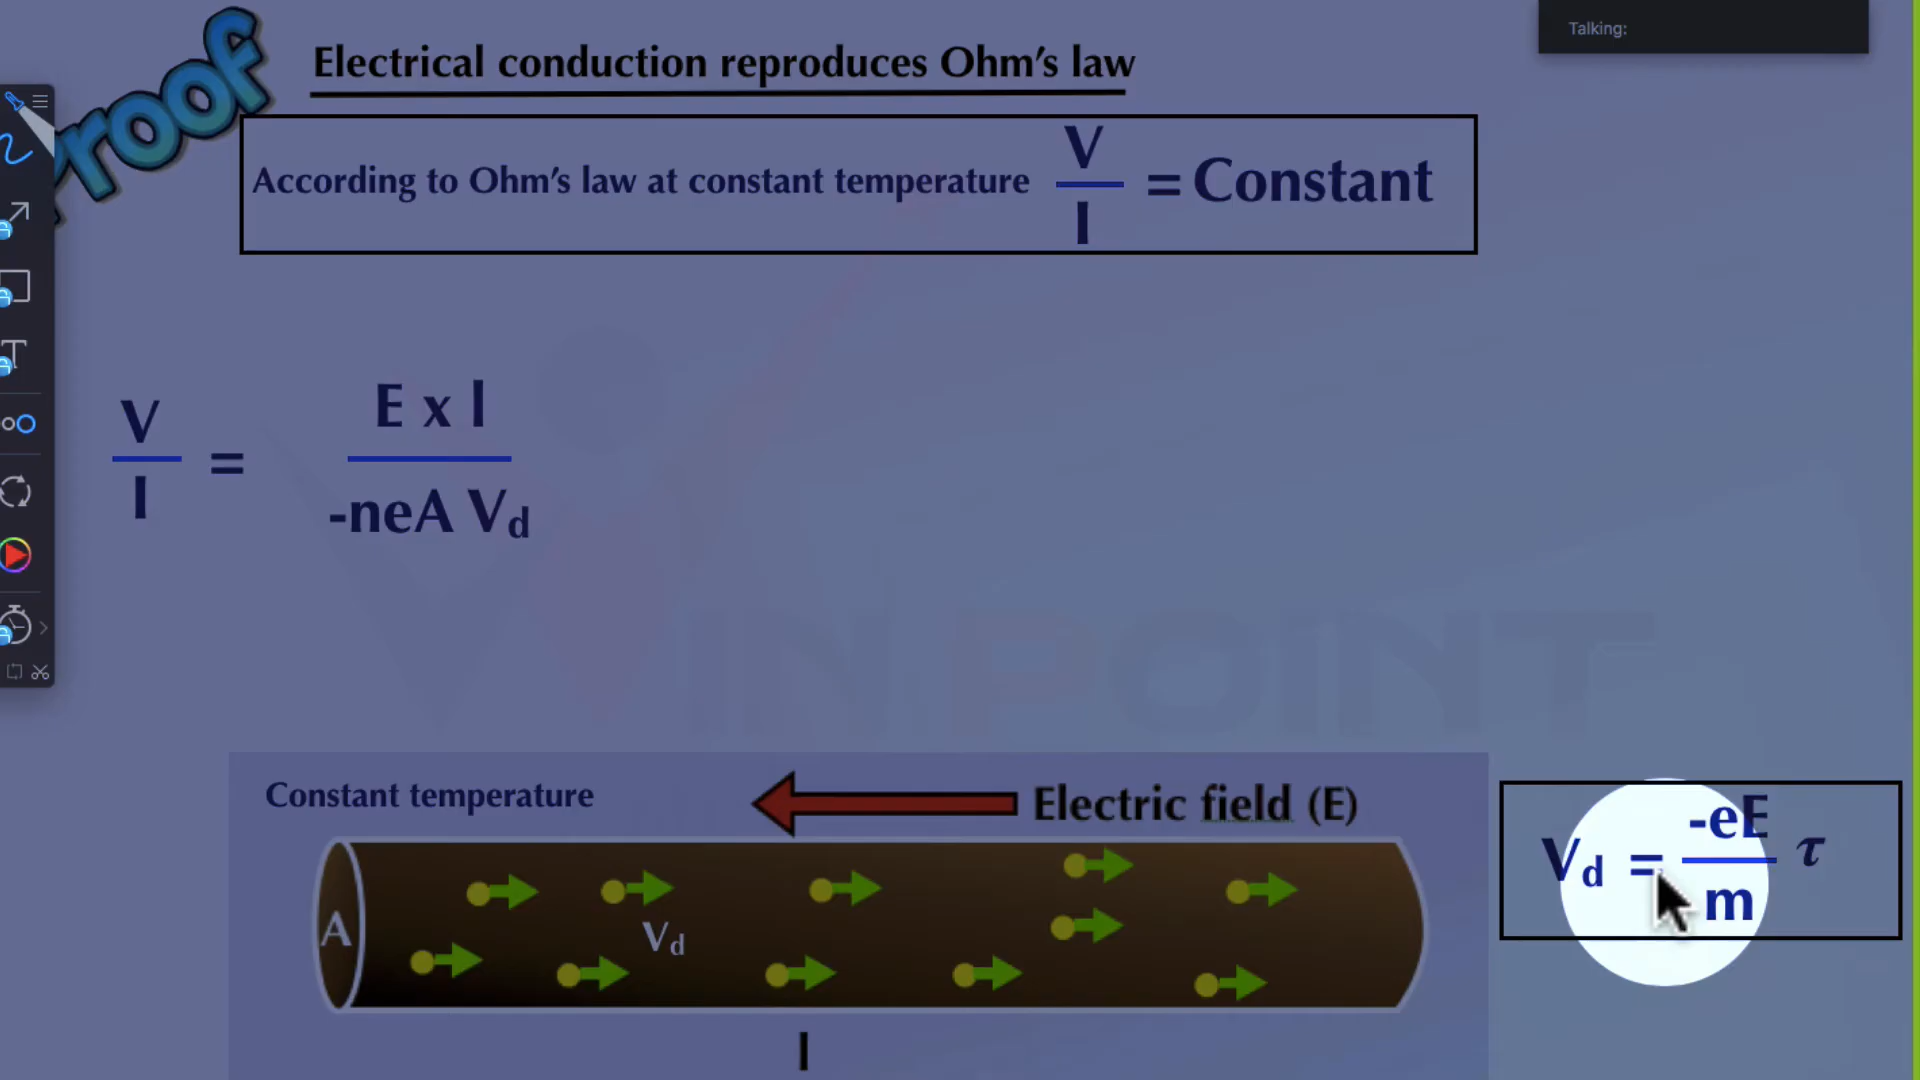 Talking:
Proof
Electrical conduction reproduces Ohm's law
According to Ohm's law at constant temperature V/I = Constant
V/I = E x l / -neA Vd
INPOINT
Constant temperature
Electric field (E)
A
Vd
l
Vd = -eE/m τ